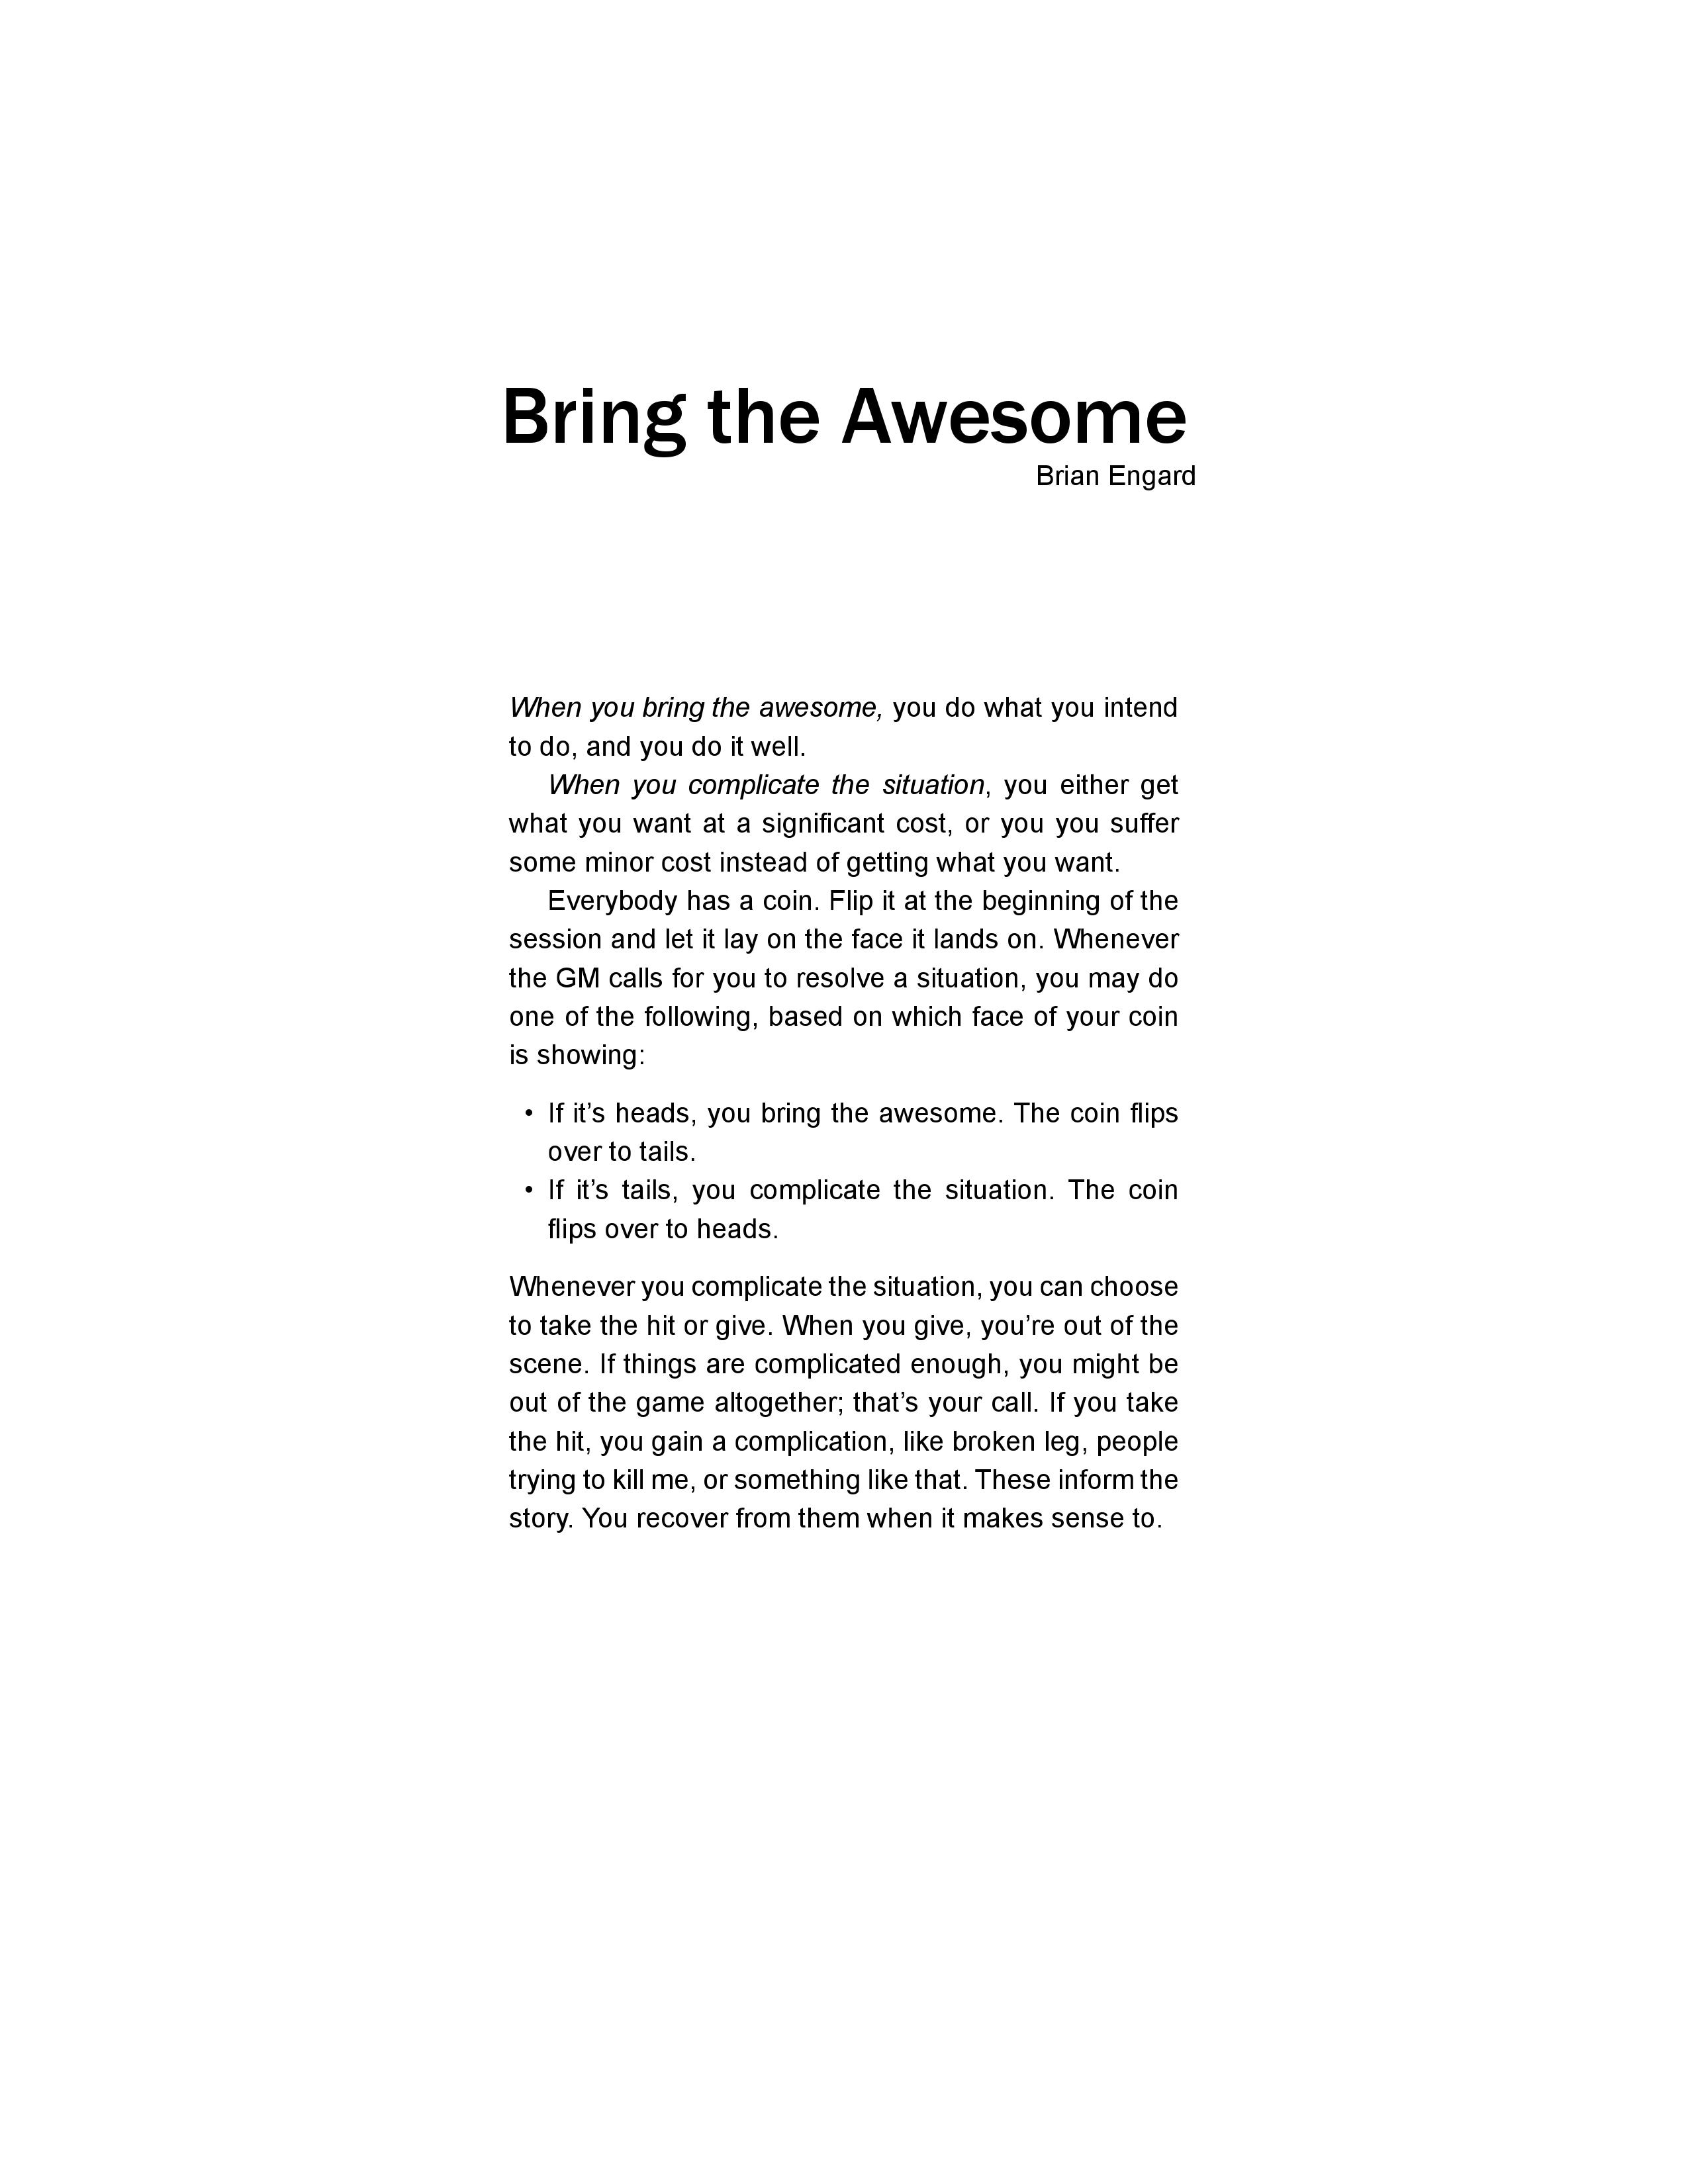 Bring the Awesome
Brian Engard
When you bring the awesome, you do what you intend
to do, and you do it well.
When you complicate the situation, you either get
what you want at a significant cost, or you you suffer
some minor cost instead of getting what you want.
Everybody has a coin. Flip it at the beginning of the
session and let it lay on the face it lands on. Whenever
the GM calls for you to resolve a situation, you may do
one of the following, based on which face of your coin
is showing:
• If it’s heads, you bring the awesome. The coin flips
over to tails.
• If it’s tails, you complicate the situation. The coin
flips over to heads.
Whenever you complicate the situation, you can choose
to take the hit or give. When you give, you’re out of the
scene. If things are complicated enough, you might be
out of the game altogether; that’s your call. If you take
the hit, you gain a complication, like broken leg, people
trying to kill me, or something like that. These inform the
story. You recover from them when it makes sense to.